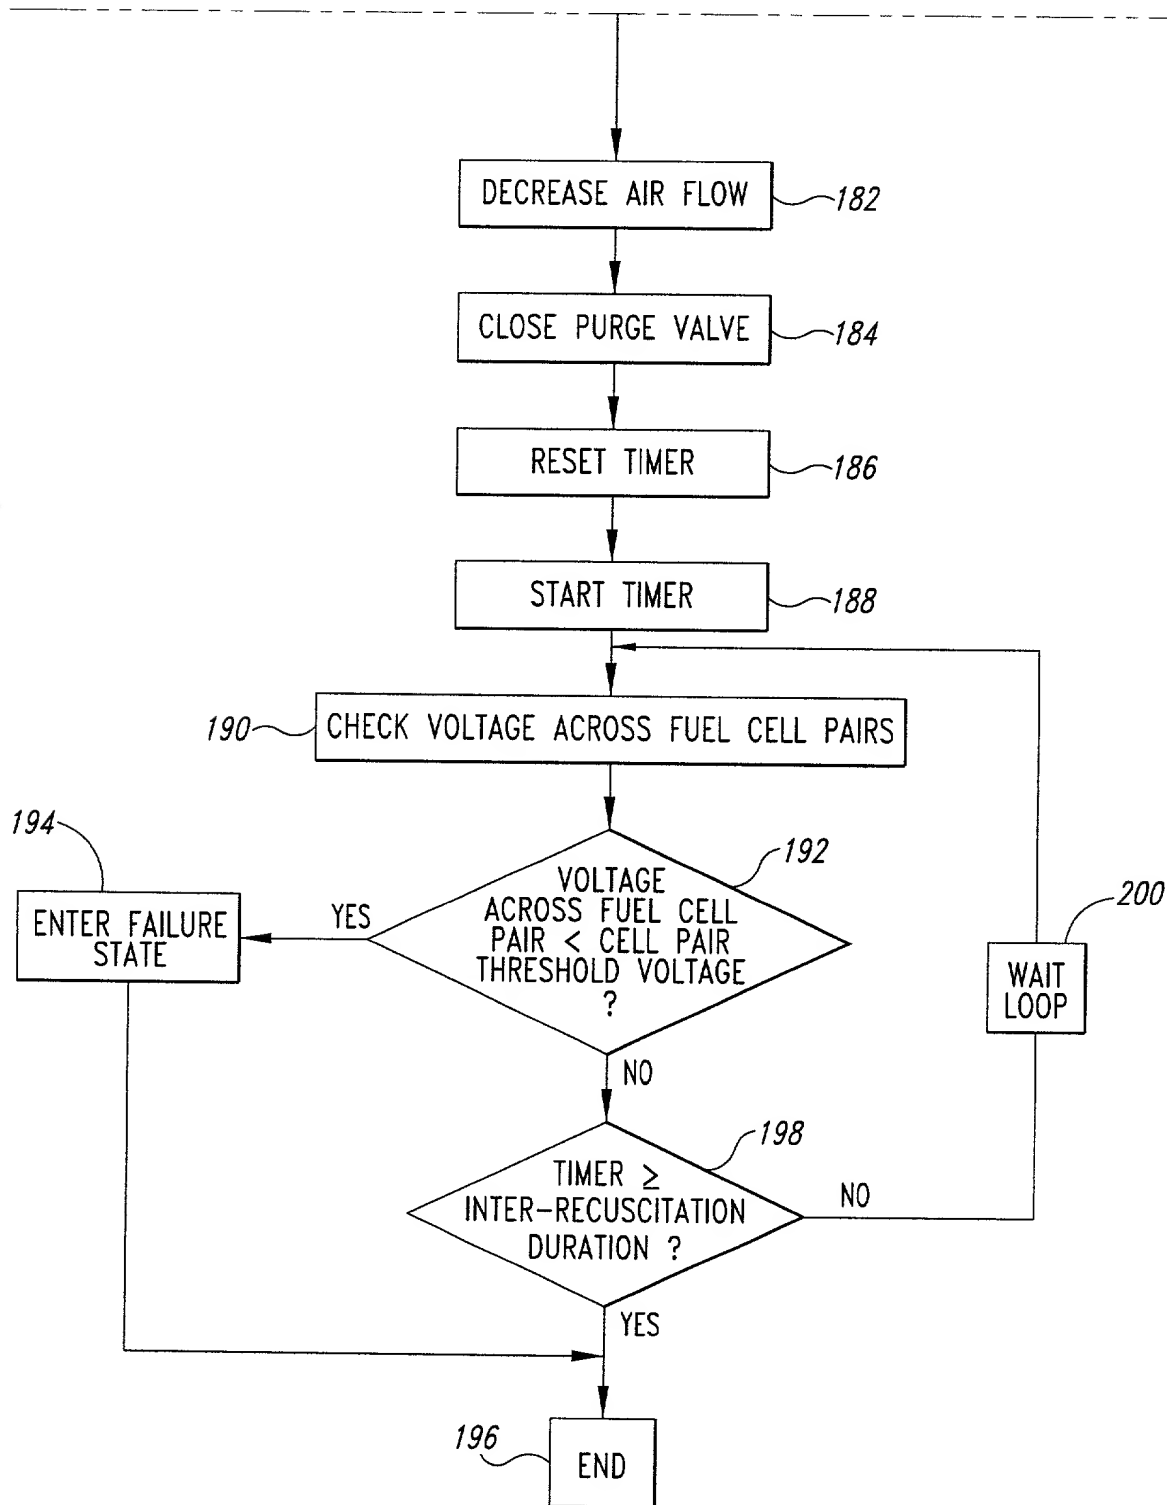 DECREASE AIR FLOW
182
CLOSE PURGE VALVE
184
RESET TIMER
186
START TIMER
188
190
CHECK VOLTAGE ACROSS FUEL CELL PAIRS
194
192
VOLTAGE
ACROSS FUEL CELL
PAIR < CELL PAIR
THRESHOLD VOLTAGE
?
YES
ENTER FAILURE
STATE
200
WAIT
LOOP
NO
198
TIMER ≥
INTER-RECUSCITATION
DURATION ?
NO
YES
196
END